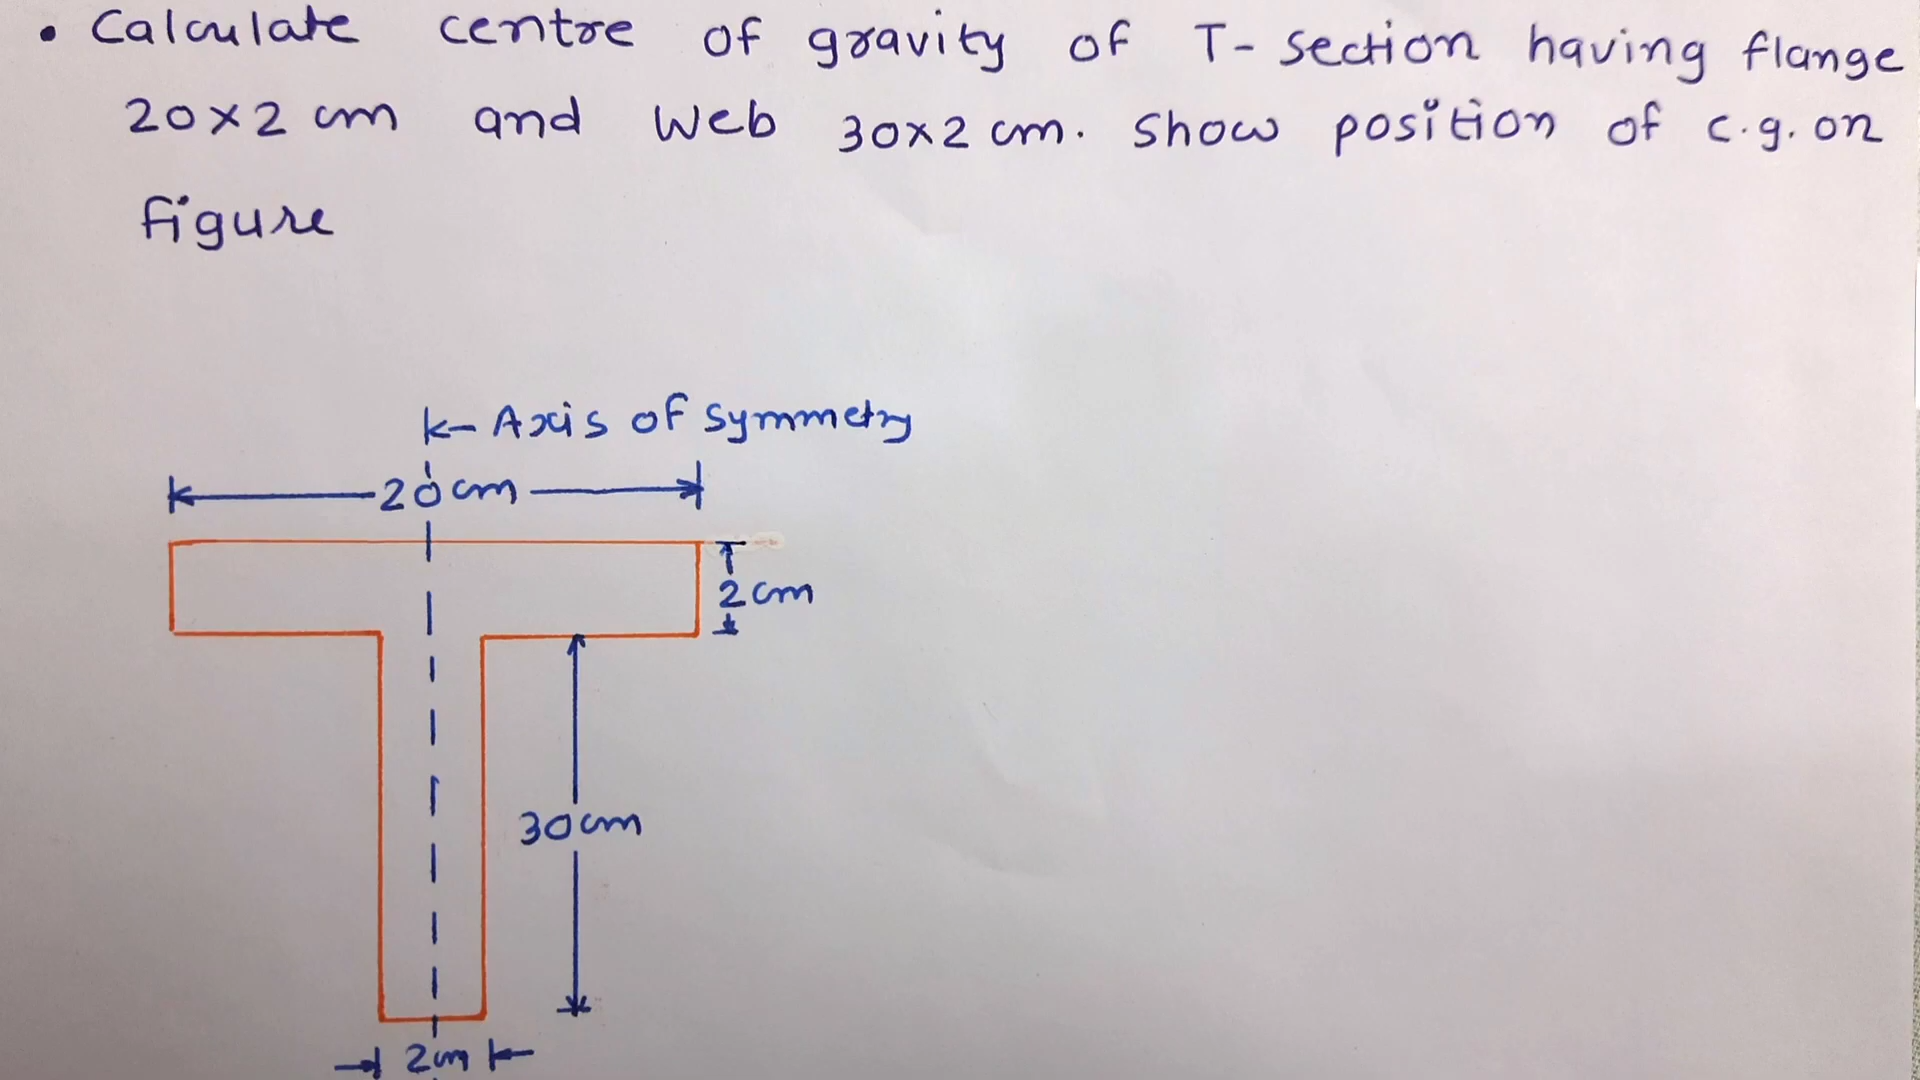 • Calculate centre of gravity of T-section having flange
20×2 cm and Web 30×2 cm. Show position of c.g. on
figure
Axis of symmetry
20cm
2cm
30cm
2cm